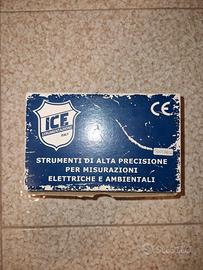 ICE
ITALY
CE
STRUMENTI DI ALTA PRECISIONE
PER MISURAZIONI
ELETTRICHE E AMBIENTALI